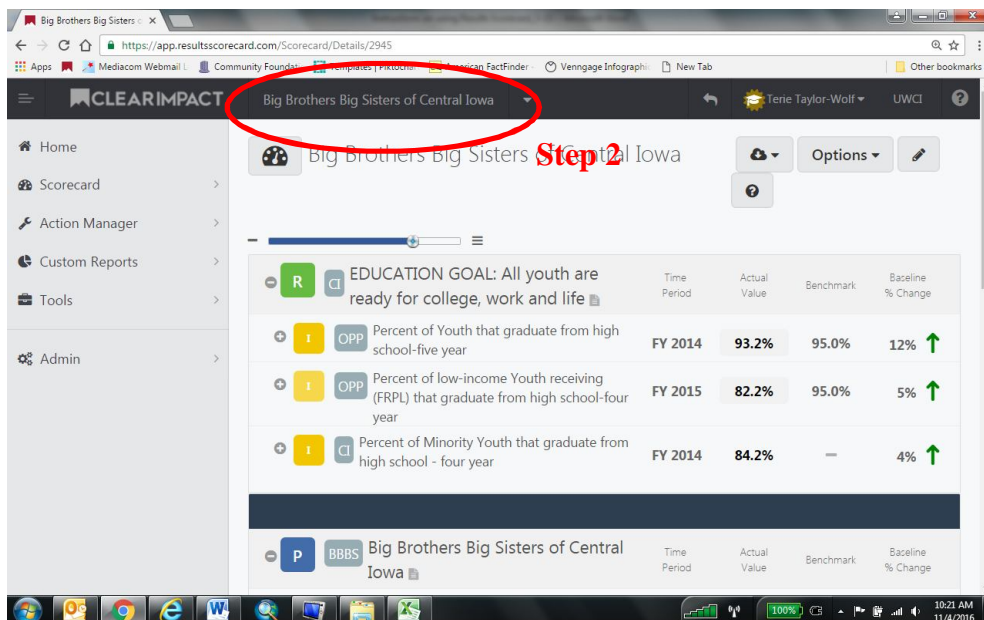 Big Brothers Big Sisters
https://app.resultsscorecard.com/Scorecard/Details/2945
Apps Mediacom Webmail Community Foundati Templates | Piktocha American FactFinder Venngage Infographi New Tab Other bookmarks
CLEARIMPACT Big Brothers Big Sisters of Central Iowa Terie Taylor-Wolf UWCI
Home
Scorecard
Action Manager
Custom Reports
Tools
Admin
Big Brothers Big Sisters of Central Iowa
Step 2
Options
R CI EDUCATION GOAL: All youth are
ready for college, work and life
Time
Period
Actual
Value
Benchmark
Baseline
% Change
I OPP Percent of Youth that graduate from high
school-five year
FY 2014 93.2% 95.0% 12%
I OPP Percent of low-income Youth receiving
(FRPL) that graduate from high school-four
year
FY 2015 82.2% 95.0% 5%
I CI Percent of Minority Youth that graduate from
high school - four year
FY 2014 84.2% – 4%
P BBBS Big Brothers Big Sisters of Central
Iowa
Time
Period
Actual
Value
Benchmark
Baseline
% Change
100%
10:21 AM
11/4/2016